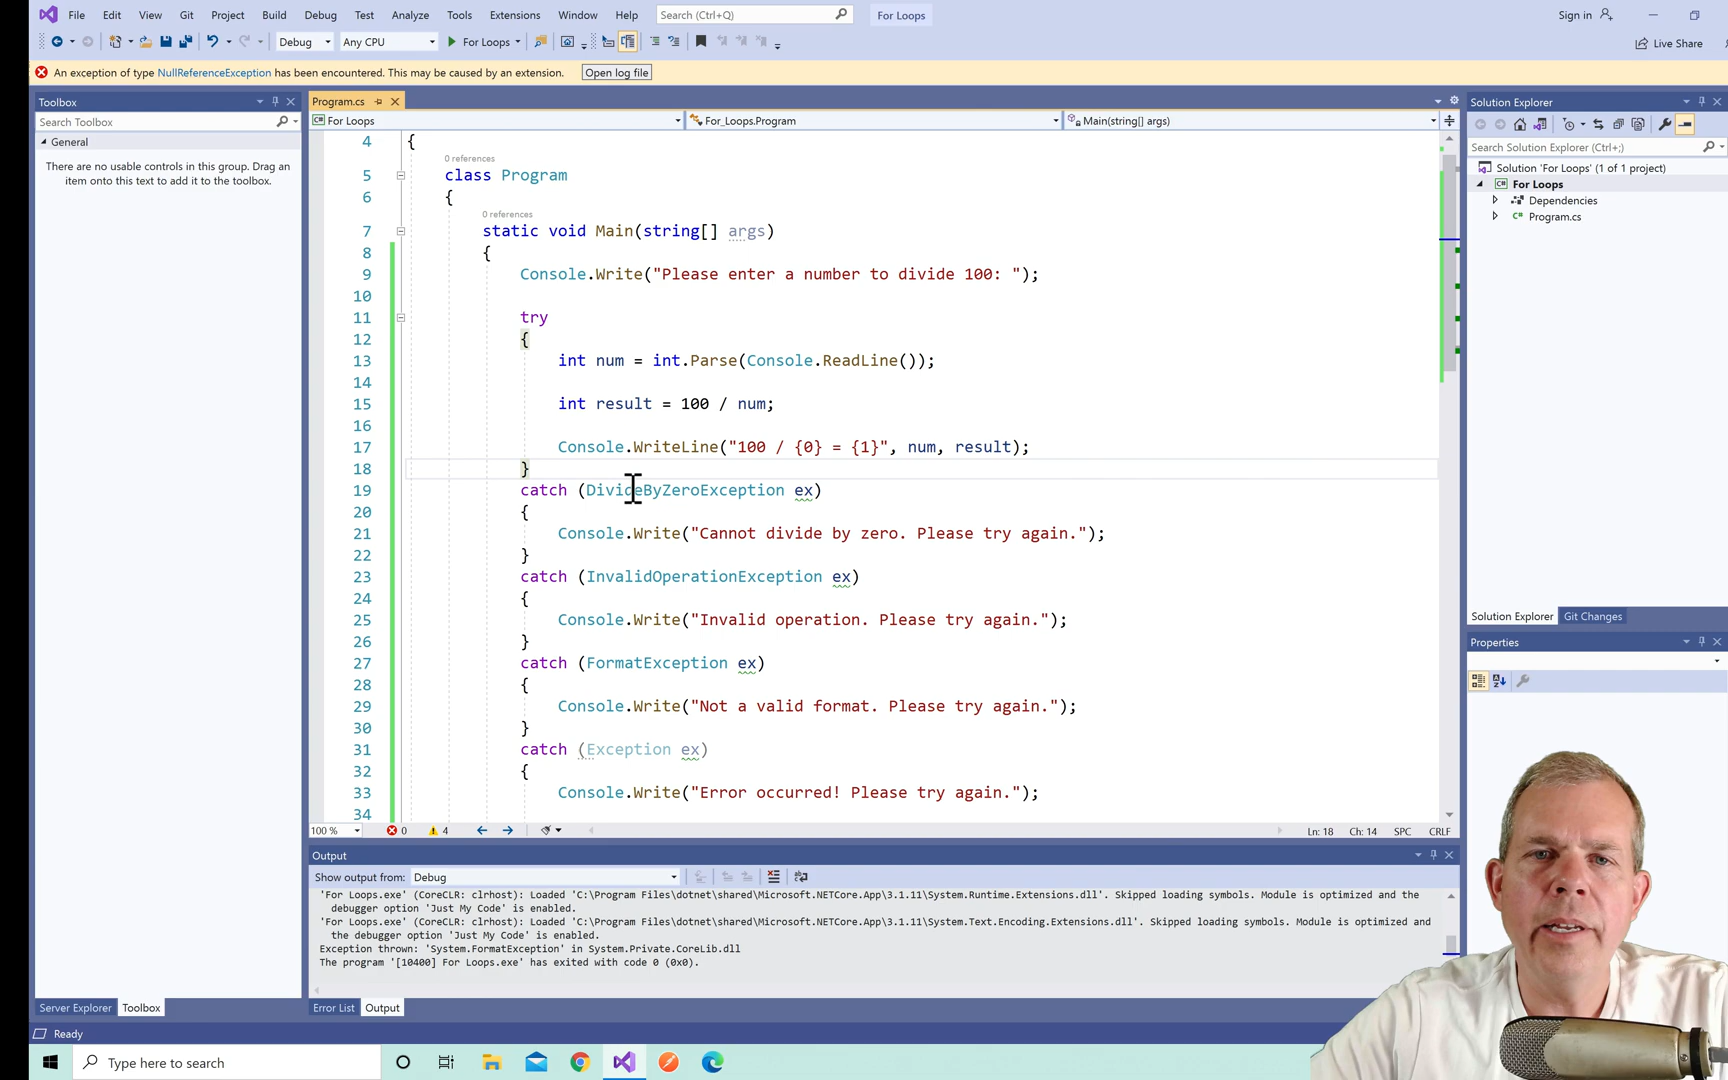 File Edit View Git Project Build Debug Test Analyze Tools Extensions Window Help Search (Ctrl+Q) For Loops Sign in
Debug Any CPU For Loops Live Share
An exception of type NullReferenceException has been encountered. This may be caused by an extension. Open log file
Toolbox
Search Toolbox
General
There are no usable controls in this group. Drag an item onto this text to add it to the toolbox.
Server Explorer Toolbox
Program.cs
For Loops For_Loops.Program Main(string[] args)
4 {
0 references
5 class Program
6 {
0 references
7 static void Main(string[] args)
8 {
9 Console.Write("Please enter a number to divide 100: ");
10
11 try
12 {
13 int num = int.Parse(Console.ReadLine());
14
15 int result = 100 / num;
16
17 Console.WriteLine("100 / {0} = {1}", num, result);
18 }
19 catch (DivideByZeroException ex)
20 {
21 Console.Write("Cannot divide by zero. Please try again.");
22 }
23 catch (InvalidOperationException ex)
24 {
25 Console.Write("Invalid operation. Please try again.");
26 }
27 catch (FormatException ex)
28 {
29 Console.Write("Not a valid format. Please try again.");
30 }
31 catch (Exception ex)
32 {
33 Console.Write("Error occurred! Please try again.");
34
100 % 0 4 Ln: 18 Ch: 14 SPC CRLF
Output
Show output from: Debug
'For Loops.exe' (CoreCLR: clrhost): Loaded 'C:\Program Files\dotnet\shared\Microsoft.NETCore.App\3.1.11\System.Runtime.Extensions.dll'. Skipped loading symbols. Module is optimized and the
debugger option 'Just My Code' is enabled.
'For Loops.exe' (CoreCLR: clrhost): Loaded 'C:\Program Files\dotnet\shared\Microsoft.NETCore.App\3.1.11\System.Text.Encoding.Extensions.dll'. Skipped loading symbols. Module is optimized and
the debugger option 'Just My Code' is enabled.
Exception thrown: 'System.FormatException' in System.Private.CoreLib.dll
The program '[10400] For Loops.exe' has exited with code 0 (0x0).
Error List Output
Solution Explorer
Search Solution Explorer (Ctrl+;)
Solution 'For Loops' (1 of 1 project)
For Loops
Dependencies
Program.cs
Solution Explorer Git Changes
Properties
Ready
Type here to search